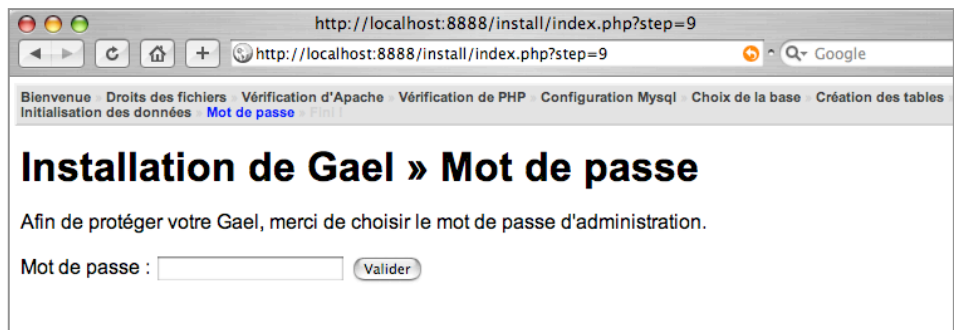 http://localhost:8888/install/index.php?step=9
http://localhost:8888/install/index.php?step=9
Google
Bienvenue » Droits des fichiers » Vérification d'Apache » Vérification de PHP » Configuration Mysql » Choix de la base » Création des tables »
Initialisation des données » Mot de passe » Fini !
Installation de Gael » Mot de passe
Afin de protéger votre Gael, merci de choisir le mot de passe d'administration.
Mot de passe :
Valider